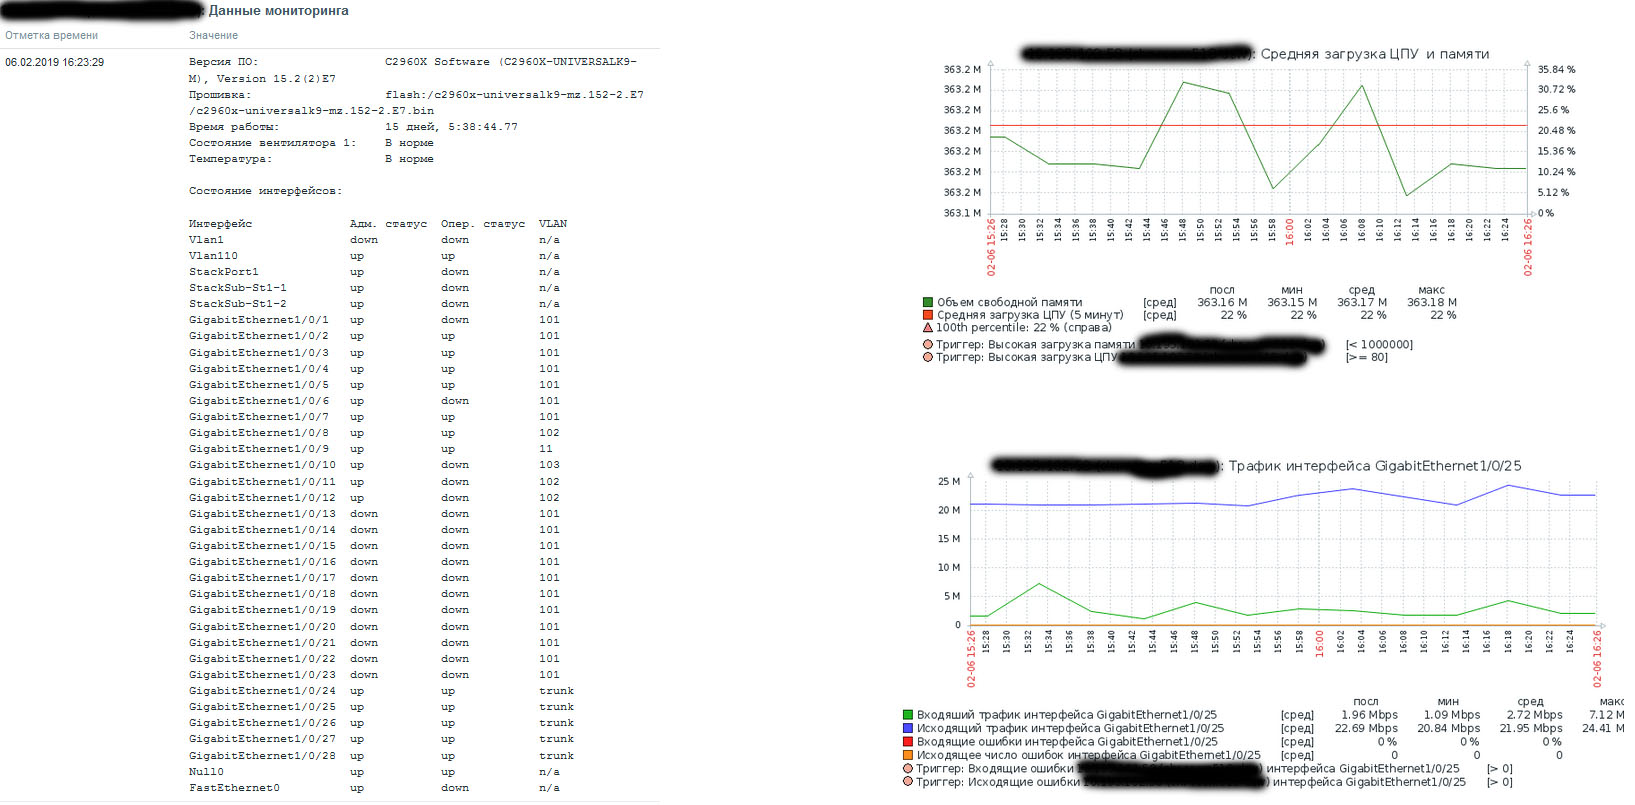 : Данные мониторинга
Отметка времени Значение
06.02.2019 16:23:29 Версия ПО: C2960X Software (C2960X-UNIVERSALK9-
M), Version 15.2(2)E7
Прошивка: flash:/c2960x-universalk9-mz.152-2.E7
/c2960x-universalk9-mz.152-2.E7.bin
Время работы: 15 дней, 5:38:44.77
Состояние вентилятора 1: В норме
Температура: В норме
Состояние интерфейсов:
Интерфейс Адм. статус Опер. статус VLAN
Vlan1 down down n/a
Vlan110 up up n/a
StackPort1 up down n/a
StackSub-St1-1 up down n/a
StackSub-St1-2 up down n/a
GigabitEthernet1/0/1 up down 101
GigabitEthernet1/0/2 up up 101
GigabitEthernet1/0/3 up up 101
GigabitEthernet1/0/4 up up 101
GigabitEthernet1/0/5 up up 101
GigabitEthernet1/0/6 up down 101
GigabitEthernet1/0/7 up up 101
GigabitEthernet1/0/8 up up 102
GigabitEthernet1/0/9 up up 11
GigabitEthernet1/0/10 up down 103
GigabitEthernet1/0/11 up down 102
GigabitEthernet1/0/12 up down 102
GigabitEthernet1/0/13 down down 101
GigabitEthernet1/0/14 down down 101
GigabitEthernet1/0/15 down down 101
GigabitEthernet1/0/16 down down 101
GigabitEthernet1/0/17 down down 101
GigabitEthernet1/0/18 down down 101
GigabitEthernet1/0/19 down down 101
GigabitEthernet1/0/20 down down 101
GigabitEthernet1/0/21 down down 101
GigabitEthernet1/0/22 down down 101
GigabitEthernet1/0/23 down down 101
GigabitEthernet1/0/24 up up trunk
GigabitEthernet1/0/25 up up trunk
GigabitEthernet1/0/26 up up trunk
GigabitEthernet1/0/27 up up trunk
GigabitEthernet1/0/28 up up trunk
Null0 up up n/a
FastEthernet0 up down n/a
: Средняя загрузка ЦПУ и памяти
363.2 M 35.84 %
363.2 M 30.72 %
363.2 M 25.6 %
363.2 M 20.48 %
363.2 M 15.36 %
363.2 M 10.24 %
363.2 M 5.12 %
363.1 M 0 %
02-06 15:26 15:28 15:30 15:32 15:34 15:36 15:38 15:40 15:42 15:44 15:46 15:48 15:50 15:52 15:54 15:56 15:58 16:00 16:02 16:04 16:06 16:08 16:10 16:12 16:14 16:16 16:18 16:20 16:22 16:24 02-06 16:26
посл мин сред макс
Объем свободной памяти [сред] 363.16 M 363.15 M 363.17 M 363.18 M
Средняя загрузка ЦПУ (5 минут) [сред] 22 % 22 % 22 % 22 %
100th percentile: 22 % (справа)
Триггер: Высокая загрузка памяти [< 1000000]
Триггер: Высокая загрузка ЦПУ [>= 80]
: Трафик интерфейса GigabitEthernet1/0/25
25 M
20 M
15 M
10 M
5 M
0
02-06 15:26 15:28 15:30 15:32 15:34 15:36 15:38 15:40 15:42 15:44 15:46 15:48 15:50 15:52 15:54 15:56 15:58 16:00 16:02 16:04 16:06 16:08 16:10 16:12 16:14 16:16 16:18 16:20 16:22 16:24 02-06 16:26
посл мин сред макс
Входящий трафик интерфейса GigabitEthernet1/0/25 [сред] 1.96 Mbps 1.09 Mbps 2.72 Mbps 7.12 M
Исходящий трафик интерфейса GigabitEthernet1/0/25 [сред] 22.69 Mbps 20.84 Mbps 21.95 Mbps 24.41 M
Входящие ошибки интерфейса GigabitEthernet1/0/25 [сред] 0 % 0 % 0 %
Исходящее число ошибок интерфейса GigabitEthernet1/0/25 [сред] 0 0 0
Триггер: Входящие ошибки интерфейса GigabitEthernet1/0/25 [> 0]
Триггер: Исходящие ошибки интерфейса GigabitEthernet1/0/25 [> 0]